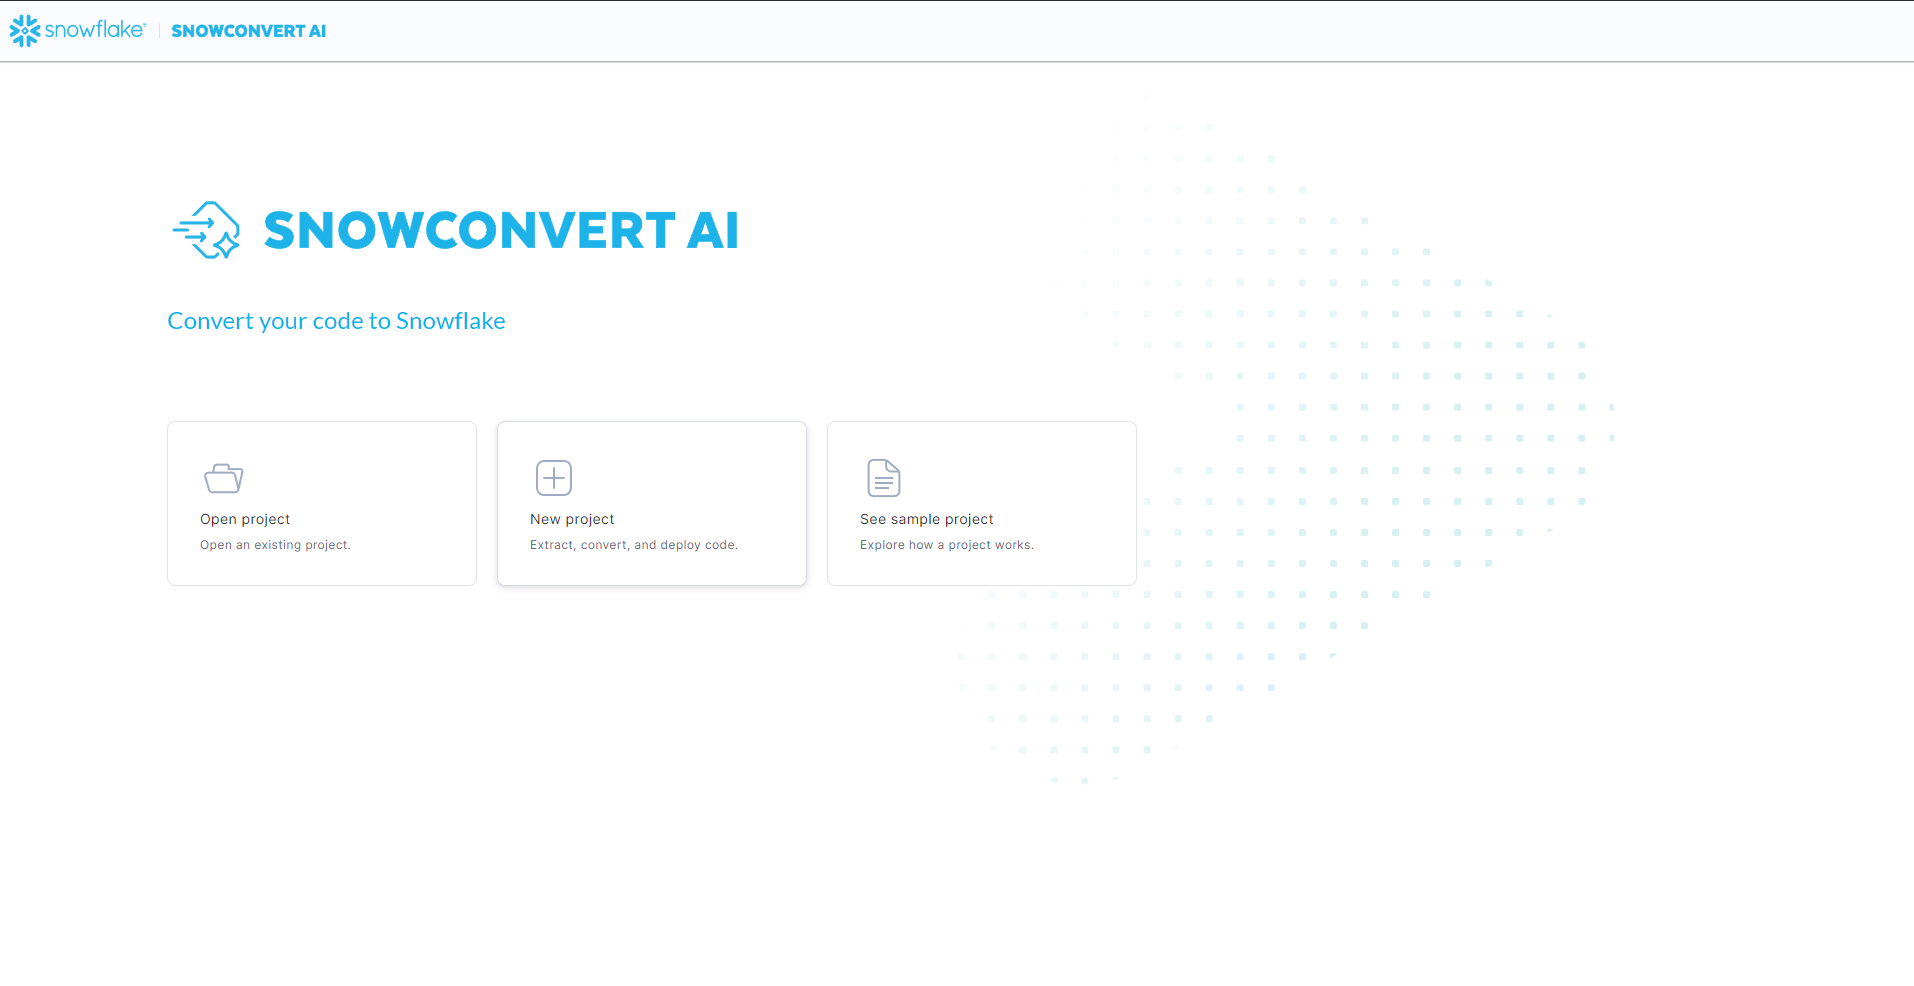 snowflake® SNOWCONVERT AI
SNOWCONVERT AI
Convert your code to Snowflake
Open project
Open an existing project.
New project
Extract, convert, and deploy code.
See sample project
Explore how a project works.